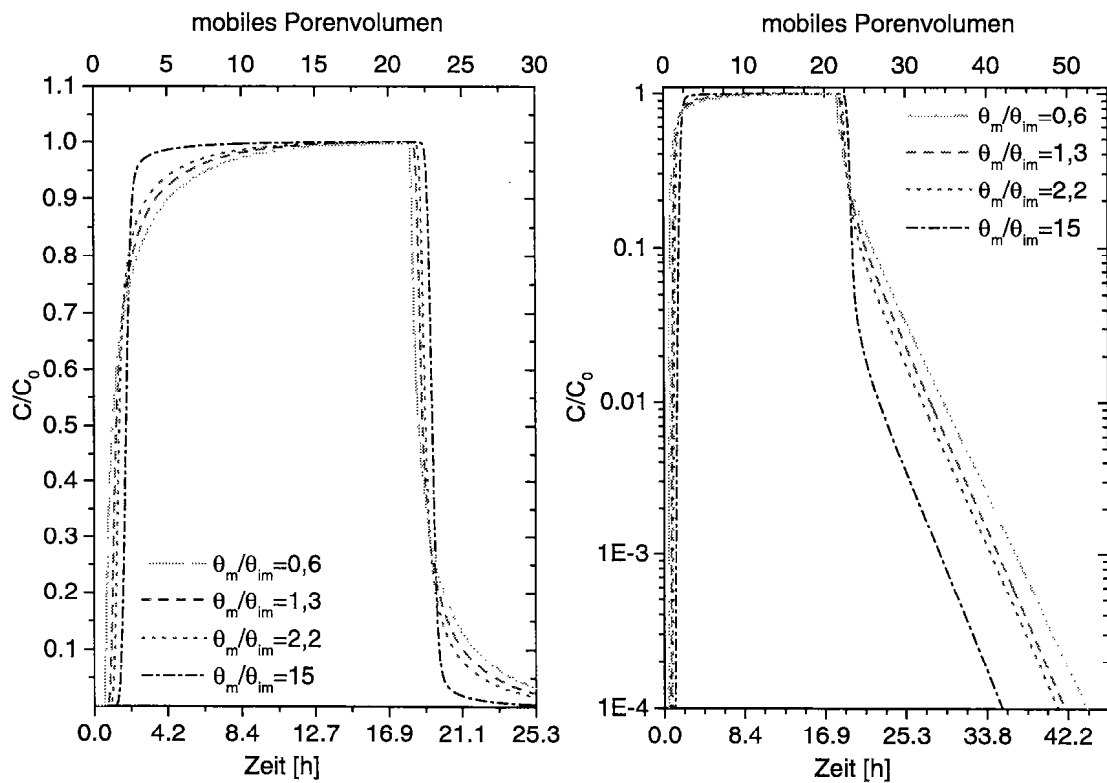 mobiles Porenvolumen
0 5 10 15 20 25 30
1.1
1.0
0.9
0.8
0.7
0.6
0.5
0.4
0.3
0.2
0.1
C/C₀
θₘ/θᵢₘ=0,6
θₘ/θᵢₘ=1,3
θₘ/θᵢₘ=2,2
θₘ/θᵢₘ=15
0.0 4.2 8.4 12.7 16.9 21.1 25.3
Zeit [h]
mobiles Porenvolumen
0 10 20 30 40 50
1
0.1
0.01
1E-3
1E-4
C/C₀
θₘ/θᵢₘ=0,6
θₘ/θᵢₘ=1,3
θₘ/θᵢₘ=2,2
θₘ/θᵢₘ=15
0.0 8.4 16.9 25.3 33.8 42.2
Zeit [h]